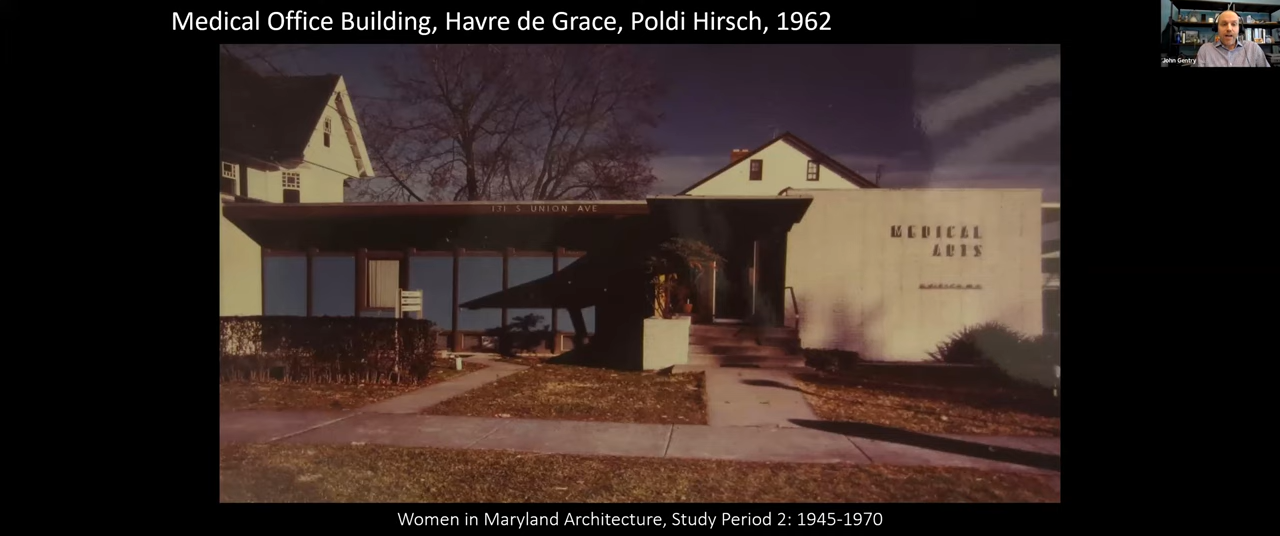 Medical Office Building, Havre de Grace, Poldi Hirsch, 1962
John Gentry
171 S UNION AVE
MEDICAL
ARTS
Women in Maryland Architecture, Study Period 2: 1945-1970